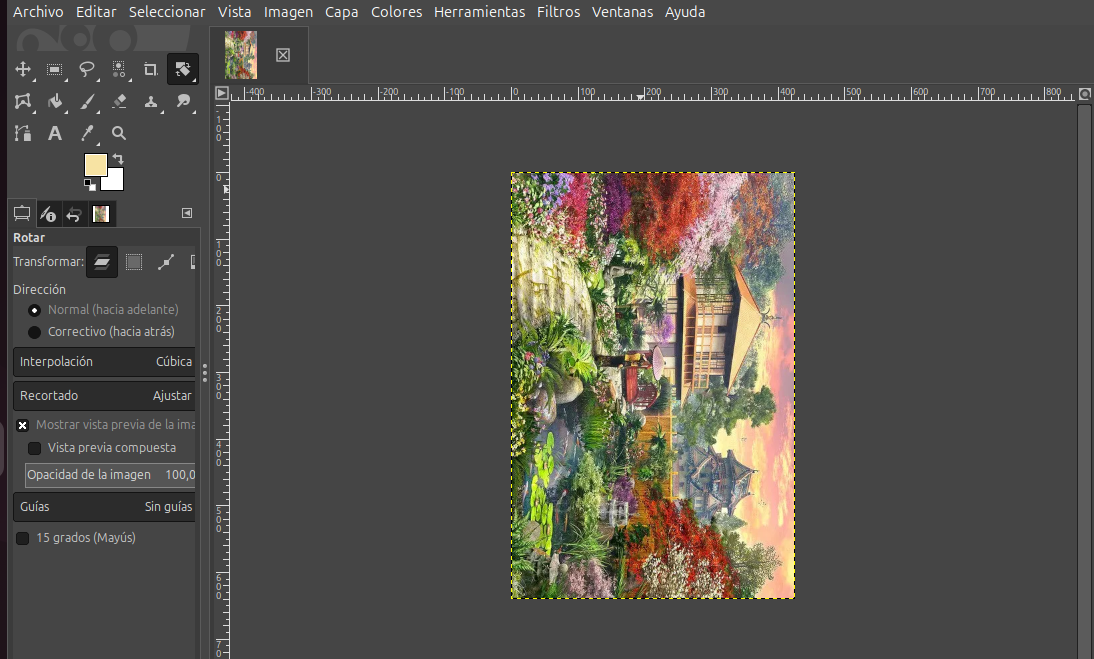 Archivo Editar Seleccionar Vista Imagen Capa Colores Herramientas Filtros Ventanas Ayuda
-400 -300 -200 -100 0 100 200 300 400 500 600 700 800
-100
0
100
200
300
400
500
600
70
Rotar
Transformar:
Dirección
Normal (hacia adelante)
Correctivo (hacia atrás)
Interpolación Cúbica
Recortado Ajustar
Mostrar vista previa de la ima
Vista previa compuesta
Opacidad de la imagen 100,0
Guías Sin guías
15 grados (Mayús)